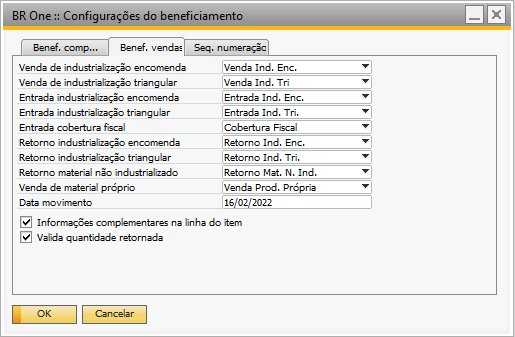 BR One :: Configurações do beneficiamento
Benef. comp... Benef. vendas Seq. numeração
Venda de industrialização encomenda Venda Ind. Enc.
Venda de industrialização triangular Venda Ind. Tri
Entrada industrialização encomenda Entrada Ind. Enc.
Entrada industrialização triangular Entrada Ind. Tri.
Entrada cobertura fiscal Cobertura Fiscal
Retorno industrialização encomenda Retorno Ind. Enc.
Retorno industrialização triangular Retorno Ind. Tri.
Retorno material não industrializado Retorno Mat. N. Ind.
Venda de material próprio Venda Prod. Própria
Data movimento 16/02/2022
Informações complementares na linha do item
Valida quantidade retornada
OK Cancelar